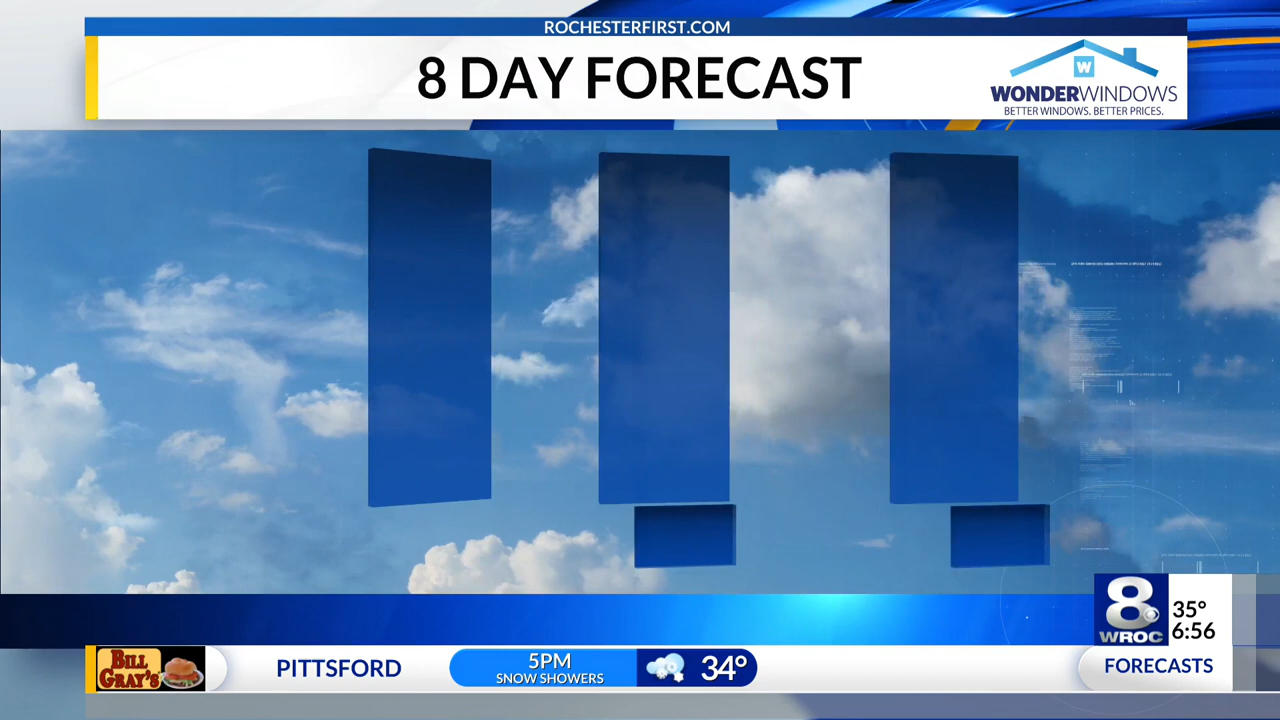 ROCHESTERFIRST.COM
8 DAY FORECAST
W
WONDERWINDOWS
BETTER WINDOWS. BETTER PRICES.
8
WROC
35°
6:56
BILL
GRAY'S
PITTSFORD
5PM
SNOW SHOWERS
34°
FORECASTS